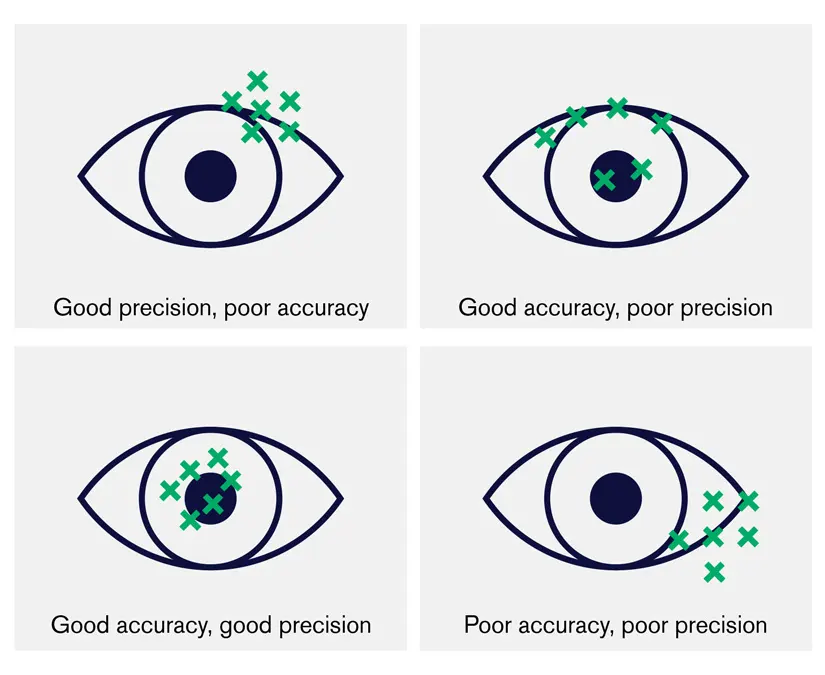 Good precision, poor accuracy
Good accuracy, poor precision
Good accuracy, good precision
Poor accuracy, poor precision